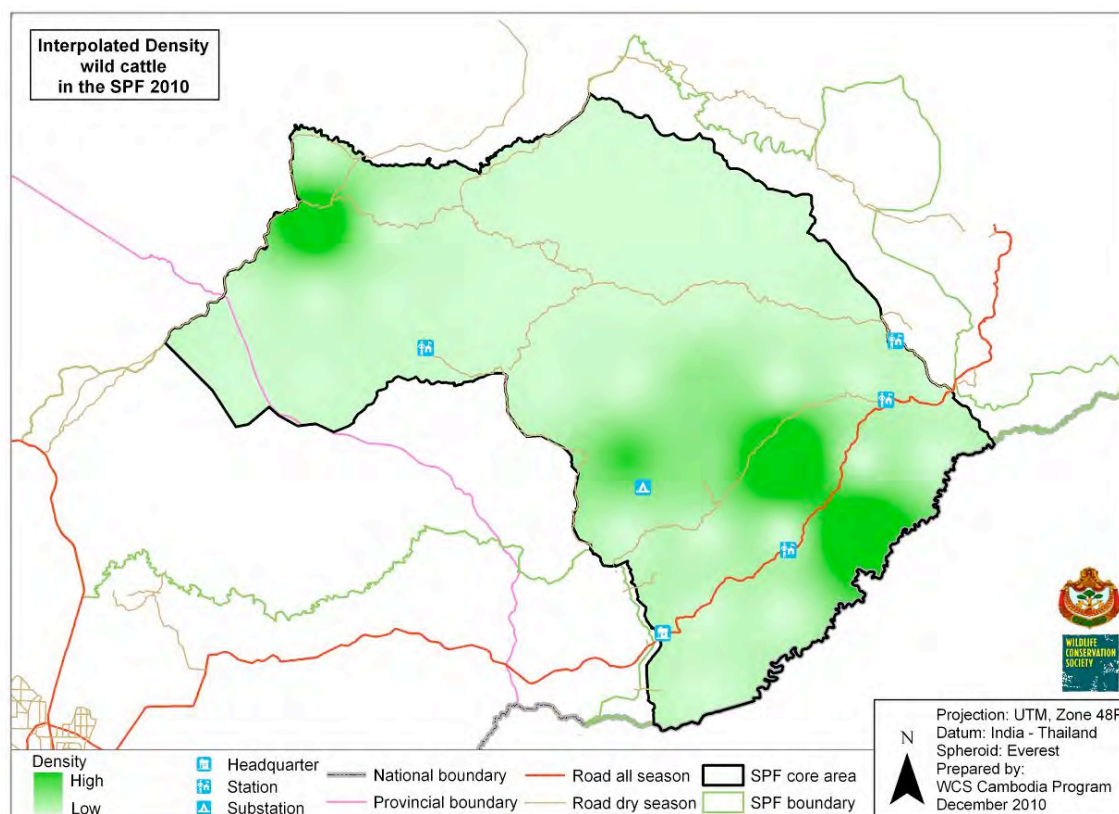 Interpolated Density
wild cattle
in the SPF 2010
WILDLIFE
CONSERVATION
SOCIETY
Density
High
Low
Headquarter
Station
Substation
National boundary
Provincial boundary
Road all season
Road dry season
SPF core area
SPF boundary
N
Projection: UTM, Zone 48P
Datum: India - Thailand
Spheroid: Everest
Prepared by:
WCS Cambodia Program
December 2010